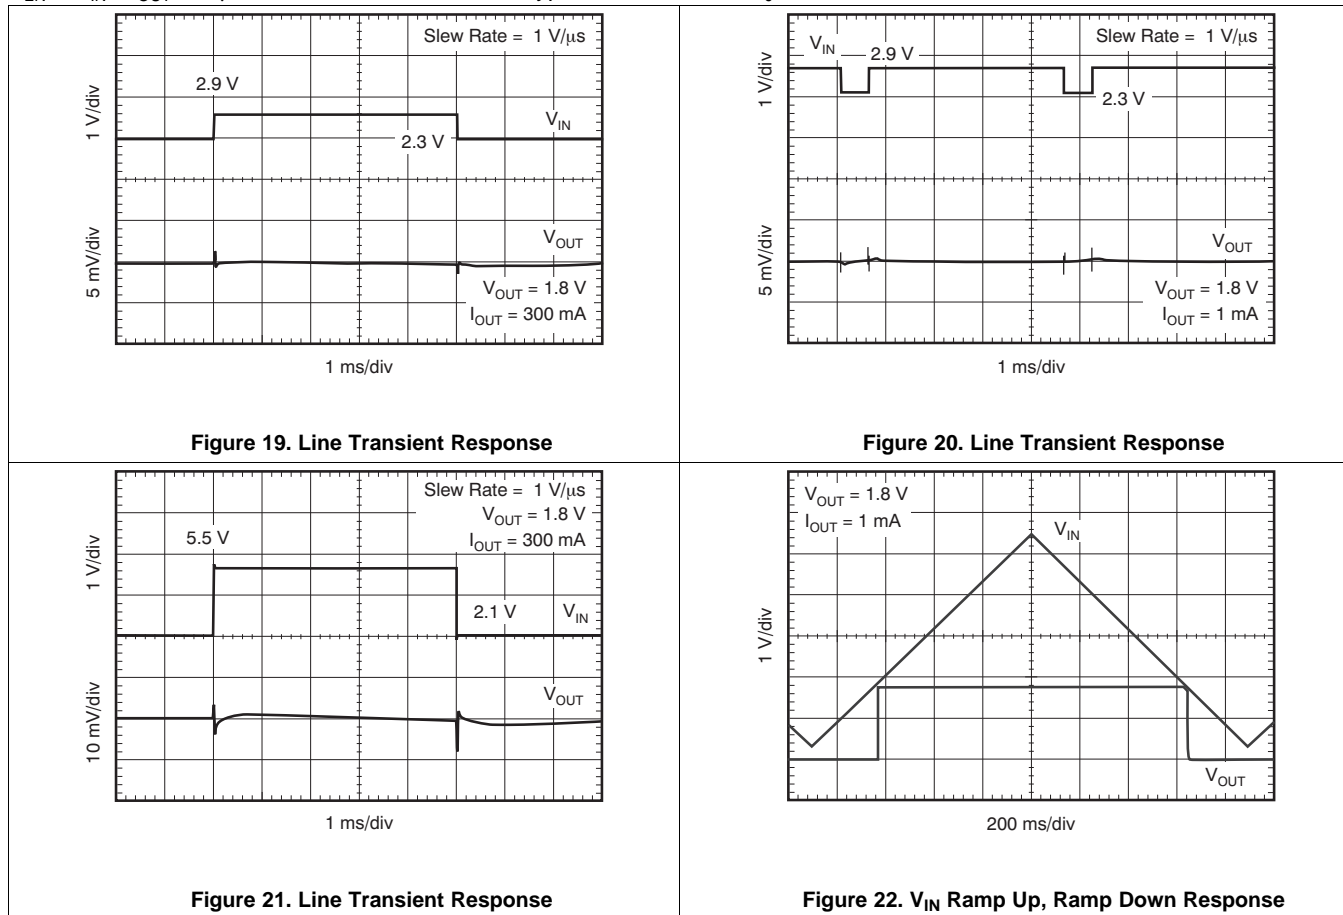 Slew Rate = 1 V/μs
2.9 V
1 V/div
V_IN
2.3 V
V_OUT
5 mV/div
V_OUT = 1.8 V
I_OUT = 300 mA
1 ms/div
Figure 19. Line Transient Response
Slew Rate = 1 V/μs
V_IN
2.9 V
1 V/div
2.3 V
V_OUT
5 mV/div
V_OUT = 1.8 V
I_OUT = 1 mA
1 ms/div
Figure 20. Line Transient Response
Slew Rate = 1 V/μs
V_OUT = 1.8 V
I_OUT = 300 mA
5.5 V
1 V/div
2.1 V
V_IN
V_OUT
10 mV/div
1 ms/div
Figure 21. Line Transient Response
V_OUT = 1.8 V
I_OUT = 1 mA
V_IN
1 V/div
V_OUT
200 ms/div
Figure 22. V_IN Ramp Up, Ramp Down Response